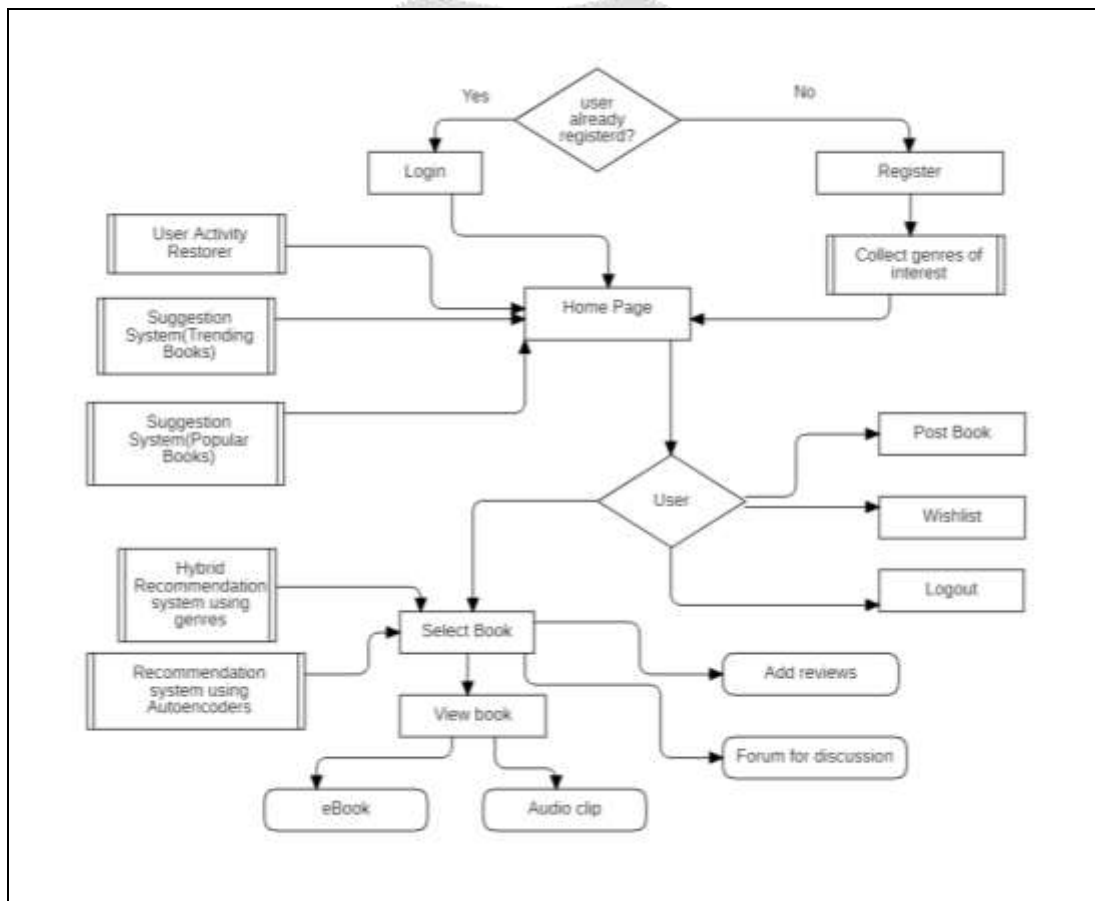 Yes
user
already
registerd?
No
Login
Register
User Activity
Restorer
Collect genres of
interest
Home Page
Suggestion
System(Trending
Books)
Suggestion
System(Popular
Books)
Post Book
User
Wishlist
Hybrid
Recommendation
system using
genres
Logout
Select Book
Recommendation
system using
Autoencoders
Add reviews
View book
Forum for discussion
eBook
Audio clip